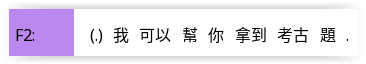 F2: (.) 我 可以 幫 你 拿到 考古 題 .